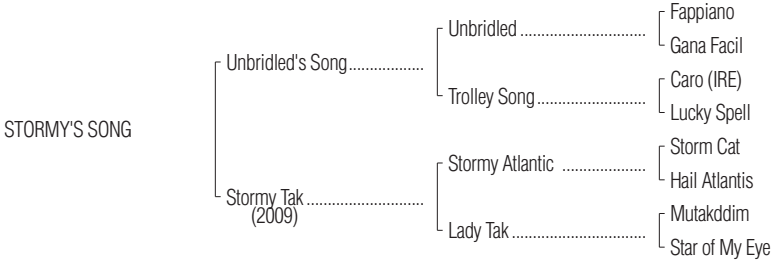 Fappiano
Unbridled ..............................
Gana Facil
Unbridled's Song..................
Caro (IRE)
Trolley Song..........................
Lucky Spell
STORMY'S SONG
Storm Cat
Stormy Atlantic ....................
Hail Atlantis
Stormy Tak ............................
(2009)
Mutakddim
Lady Tak ................................
Star of My Eye